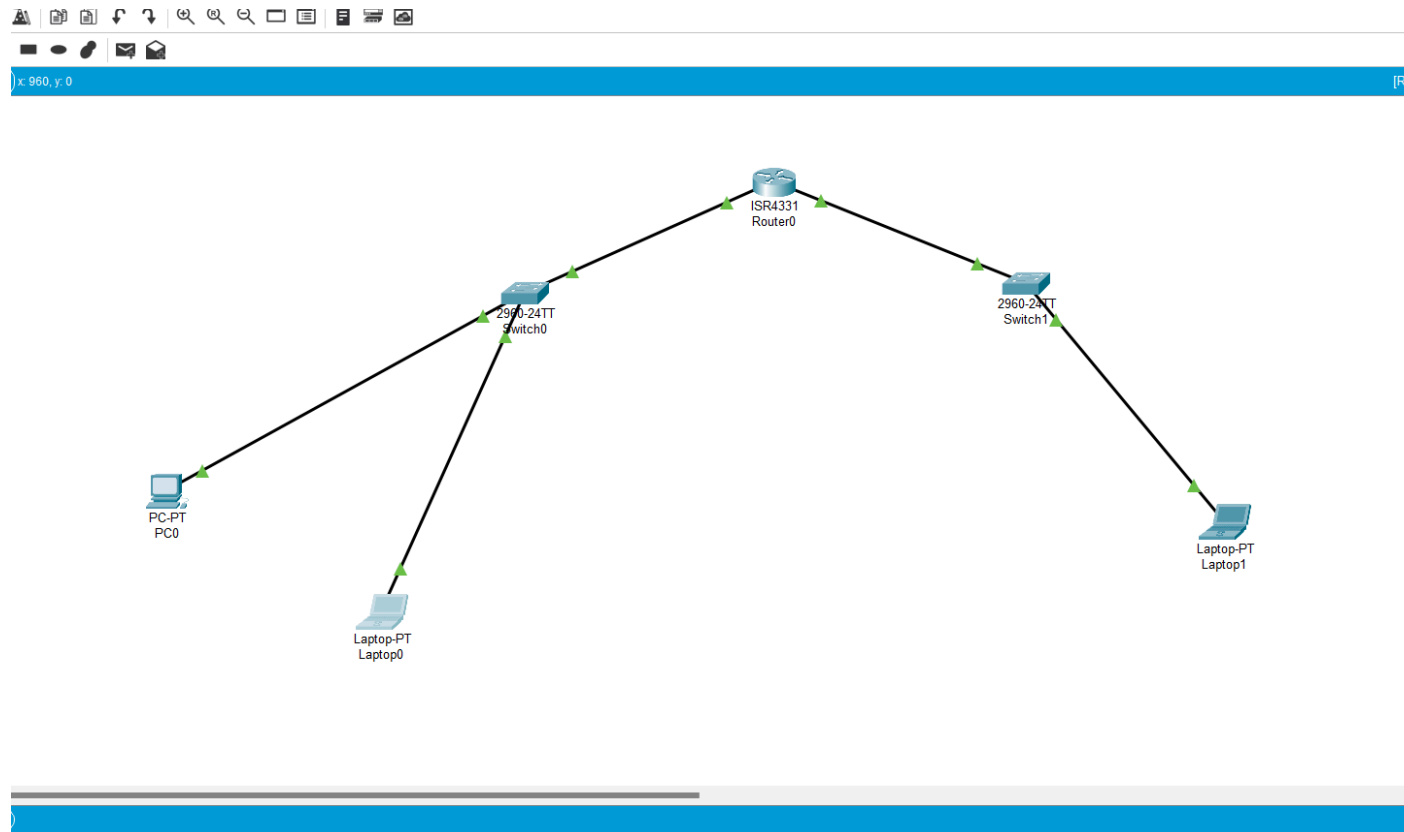 x: 960, y: 0
[R
ISR4331
Router0
2960-24TT
Switch0
2960-24TT
Switch1
PC-PT
PC0
Laptop-PT
Laptop1
Laptop-PT
Laptop0